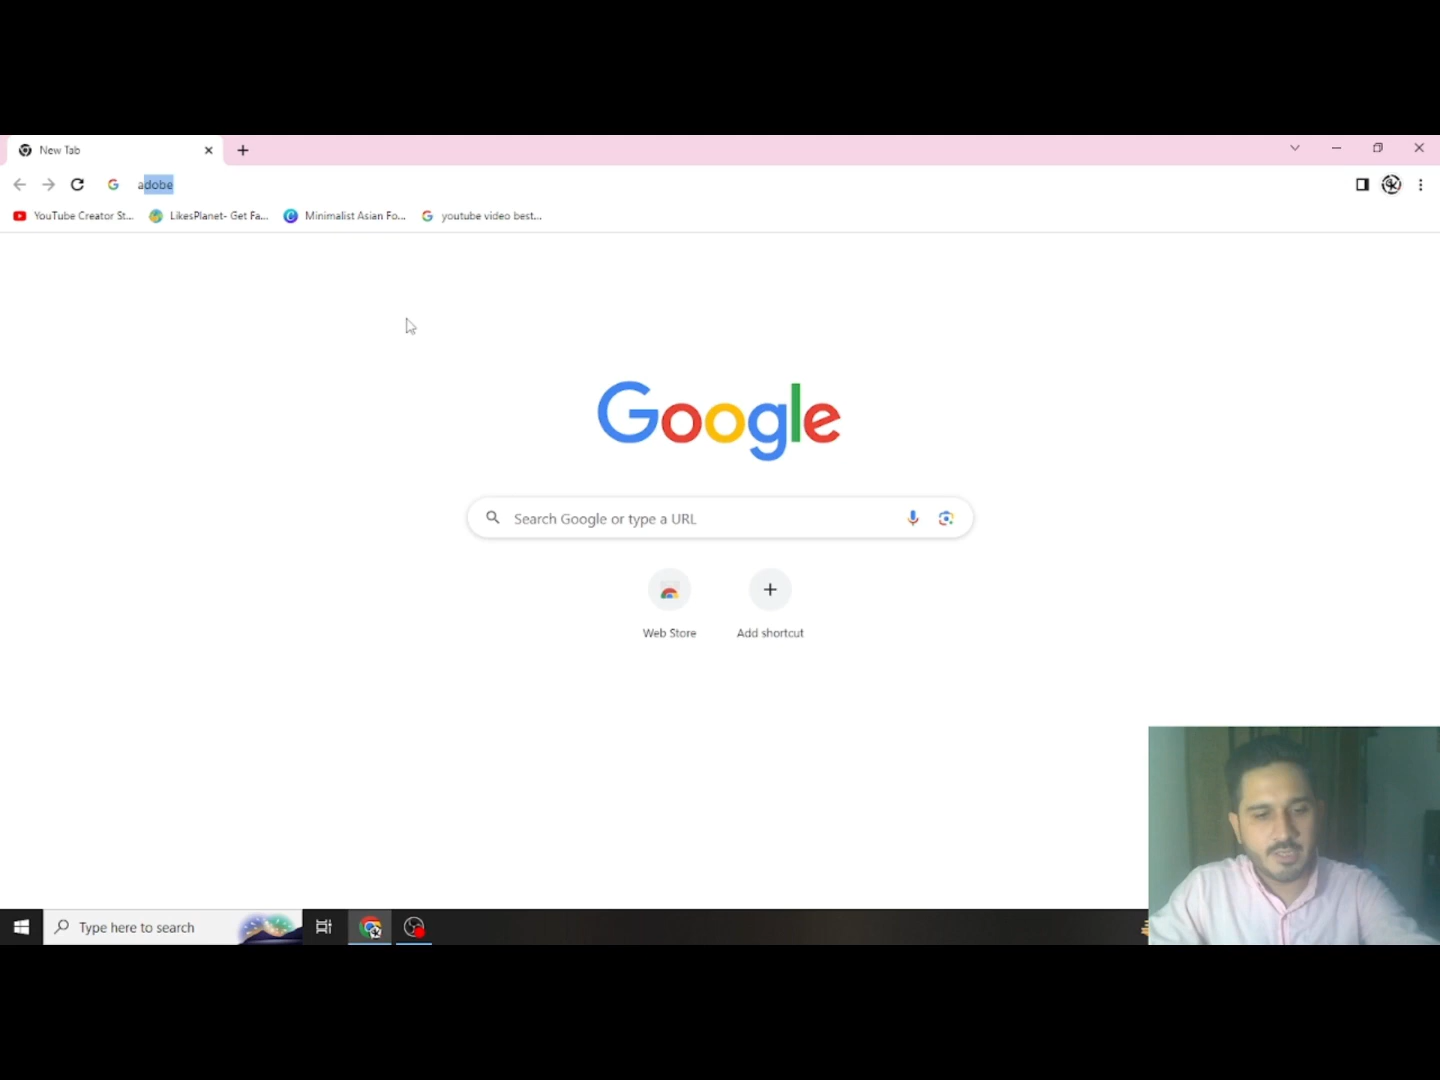 New Tab
adobe
YouTube Creator St...
LikesPlanet- Get Fa...
Minimalist Asian Fo...
youtube video best...
Google
Search Google or type a URL
Web Store
Add shortcut
Type here to search